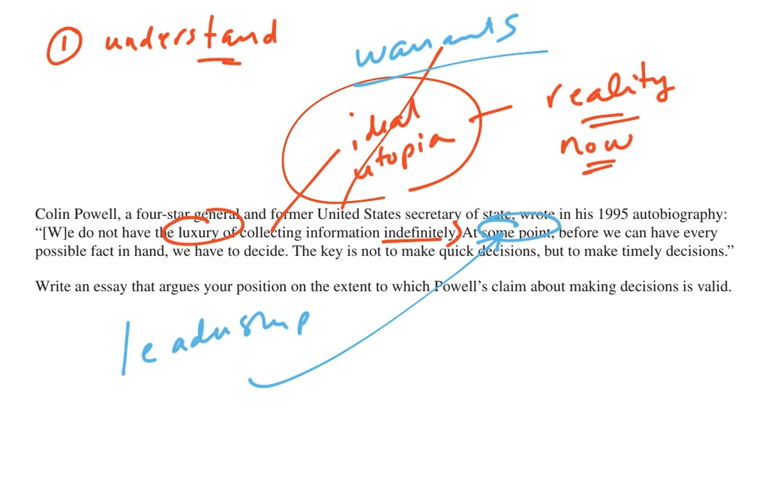 ① understand
warrants
ideal
utopia
reality
now
Colin Powell, a four-star general and former United States secretary of state, wrote in his 1995 autobiography:
“[W]e do not have the luxury of collecting information indefinitely. At some point, before we can have every
possible fact in hand, we have to decide. The key is not to make quick decisions, but to make timely decisions.”
Write an essay that argues your position on the extent to which Powell’s claim about making decisions is valid.
leadership